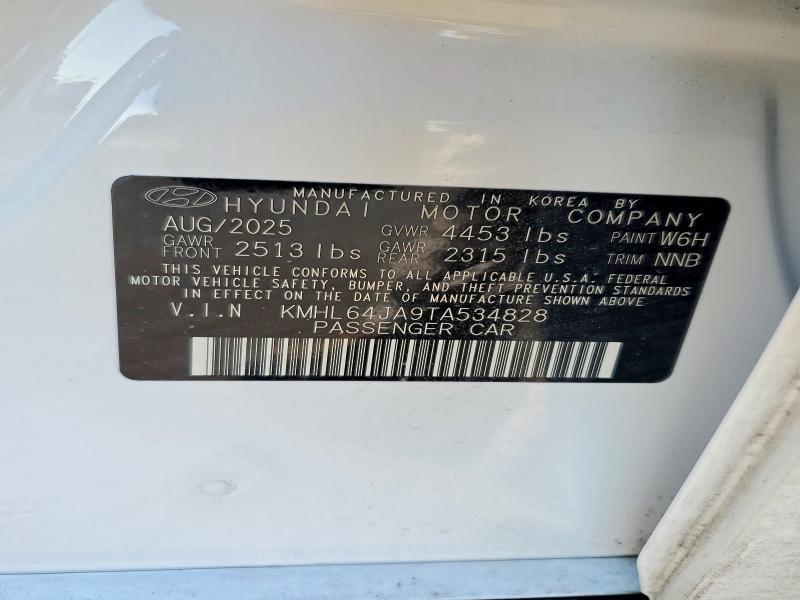 MANUFACTURED IN KOREA BY
HYUNDAI MOTOR COMPANY
AUG/2025 GVWR 4453 lbs PAINT W6H
GAWR FRONT 2513 lbs GAWR REAR 2315 lbs TRIM NNB
THIS VEHICLE CONFORMS TO ALL APPLICABLE U.S.A. FEDERAL
MOTOR VEHICLE SAFETY, BUMPER, AND THEFT PREVENTION STANDARDS
IN EFFECT ON THE DATE OF MANUFACTURE SHOWN ABOVE
V.I.N KMHL64JA9TA534828
PASSENGER CAR